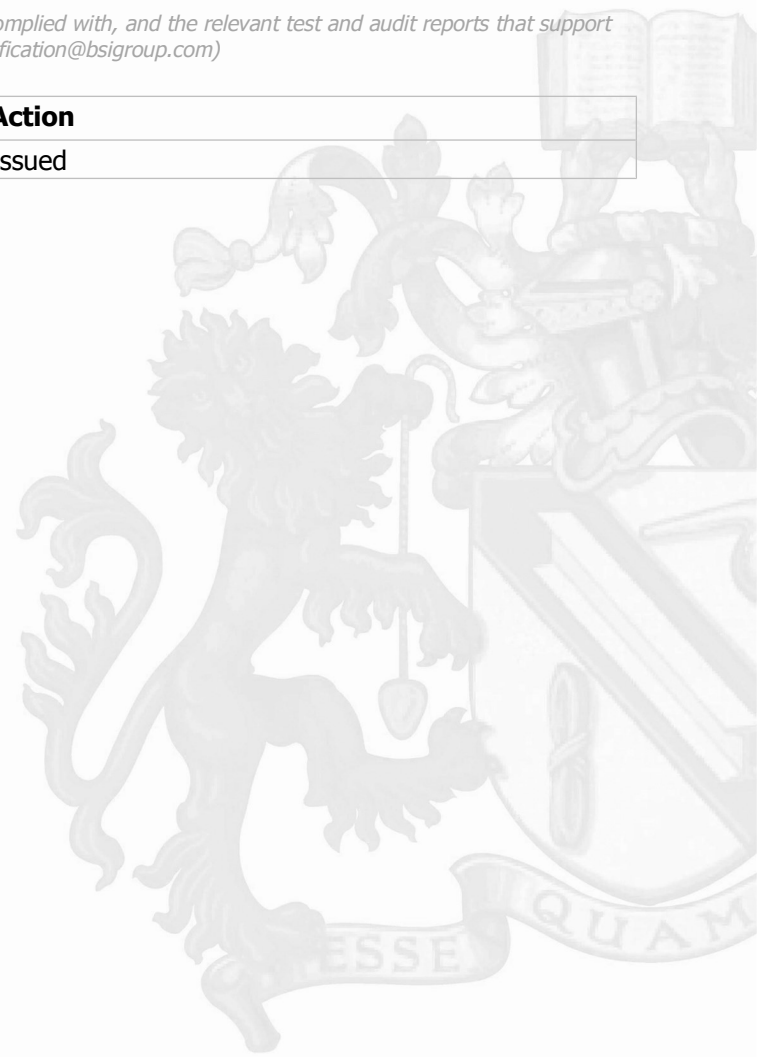 omplied with, and the relevant test and audit reports that support
fication@bsigroup.com)
Action
ssued
ESSE QUAM